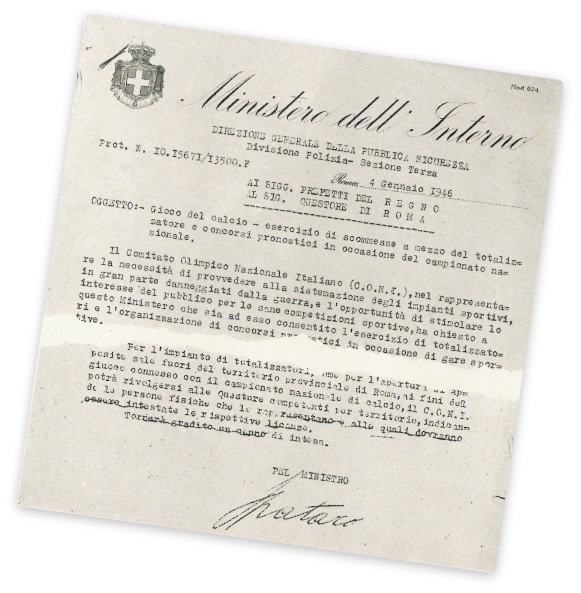 Mod. 624
Ministero dell' Interno
DIREZIONE GENERALE DELLA PUBBLICA SICUREZZA
Divisione Polizia- Sezione Terza
Prot. N. 10.15671/13500.F
Roma, 4 Gennaio 1946
AI SIGG. PREFETTI DEL REGNO
AL SIG. QUESTORE DI ROMA
OGGETTO:- Gioco del calcio - esercizio di scommesse a mezzo del totaliz=
zatore e concorsi pronostici in occasione del campionato na=
zionale.
Il Comitato Olimpico Nazionale Italiano (C.O.N.I.), nel rappresenta=
re la necessità di provvedere alla sistemazione degli impianti sportivi,
in gran parte danneggiati dalla guerra, e l'opportunità di stimolare lo
interesse del pubblico per le sane competizioni sportive, ha chiesto a
questo Ministero che sia ad esso consentito l'esercizio di totalizzato=
ri e l'organizzazione di concorsi in occasione di gare spor=
tive.
Per l'impianto di totalizzatori, per l'apertura di ap=
posite sale fuori del territorio provinciale di Roma, ai fini del
giuoco connesso con il campionato nazionale di calcio, il C.O.N.I.
potrà rivolgersi alle Questure competenti per territorio, indican=
do le persone fisiche che lo rappresentano e alle quali dovranno
essere intestate le rispettive licenze.
Tornerà gradito un cenno di intesa.
PEL MINISTRO